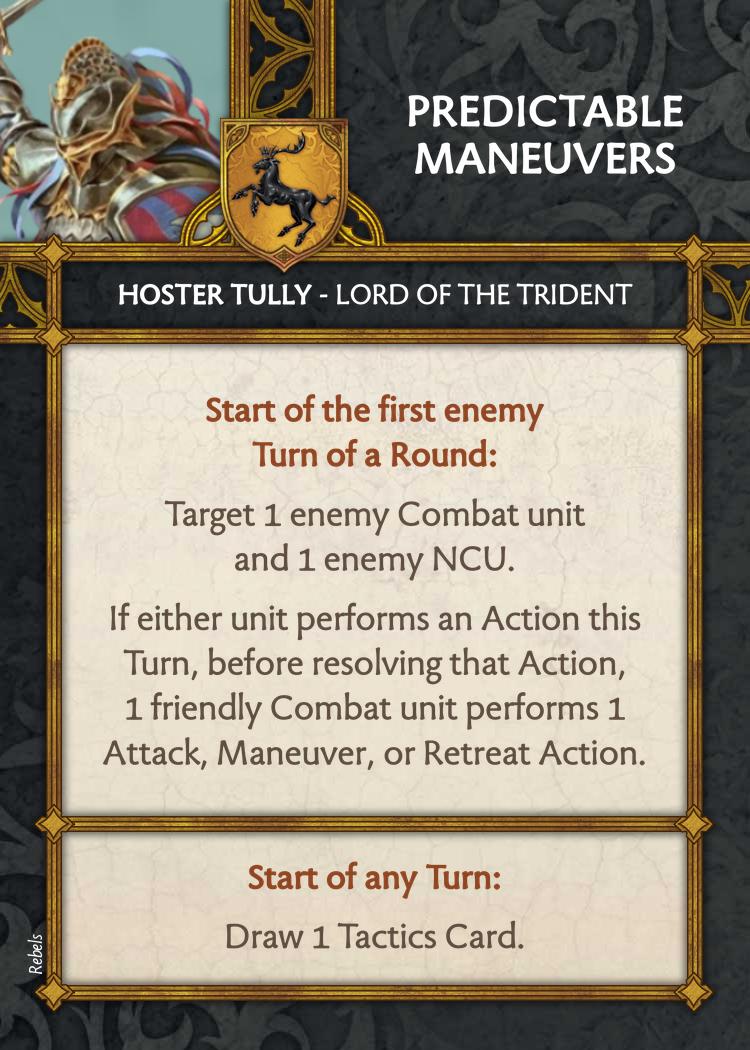 PREDICTABLE
MANEUVERS
HOSTER TULLY - LORD OF THE TRIDENT
Start of the first enemy
Turn of a Round:
Target 1 enemy Combat unit
and 1 enemy NCU.
If either unit performs an Action this
Turn, before resolving that Action,
1 friendly Combat unit performs 1
Attack, Maneuver, or Retreat Action.
Start of any Turn:
Draw 1 Tactics Card.
Rebels